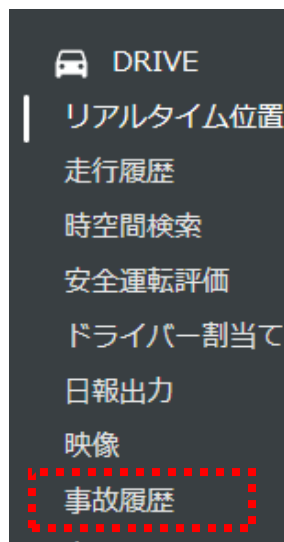 DRIVE
リアルタイム位置
走行履歴
時空間検索
安全運転評価
ドライバー割当て
日報出力
映像
事故履歴